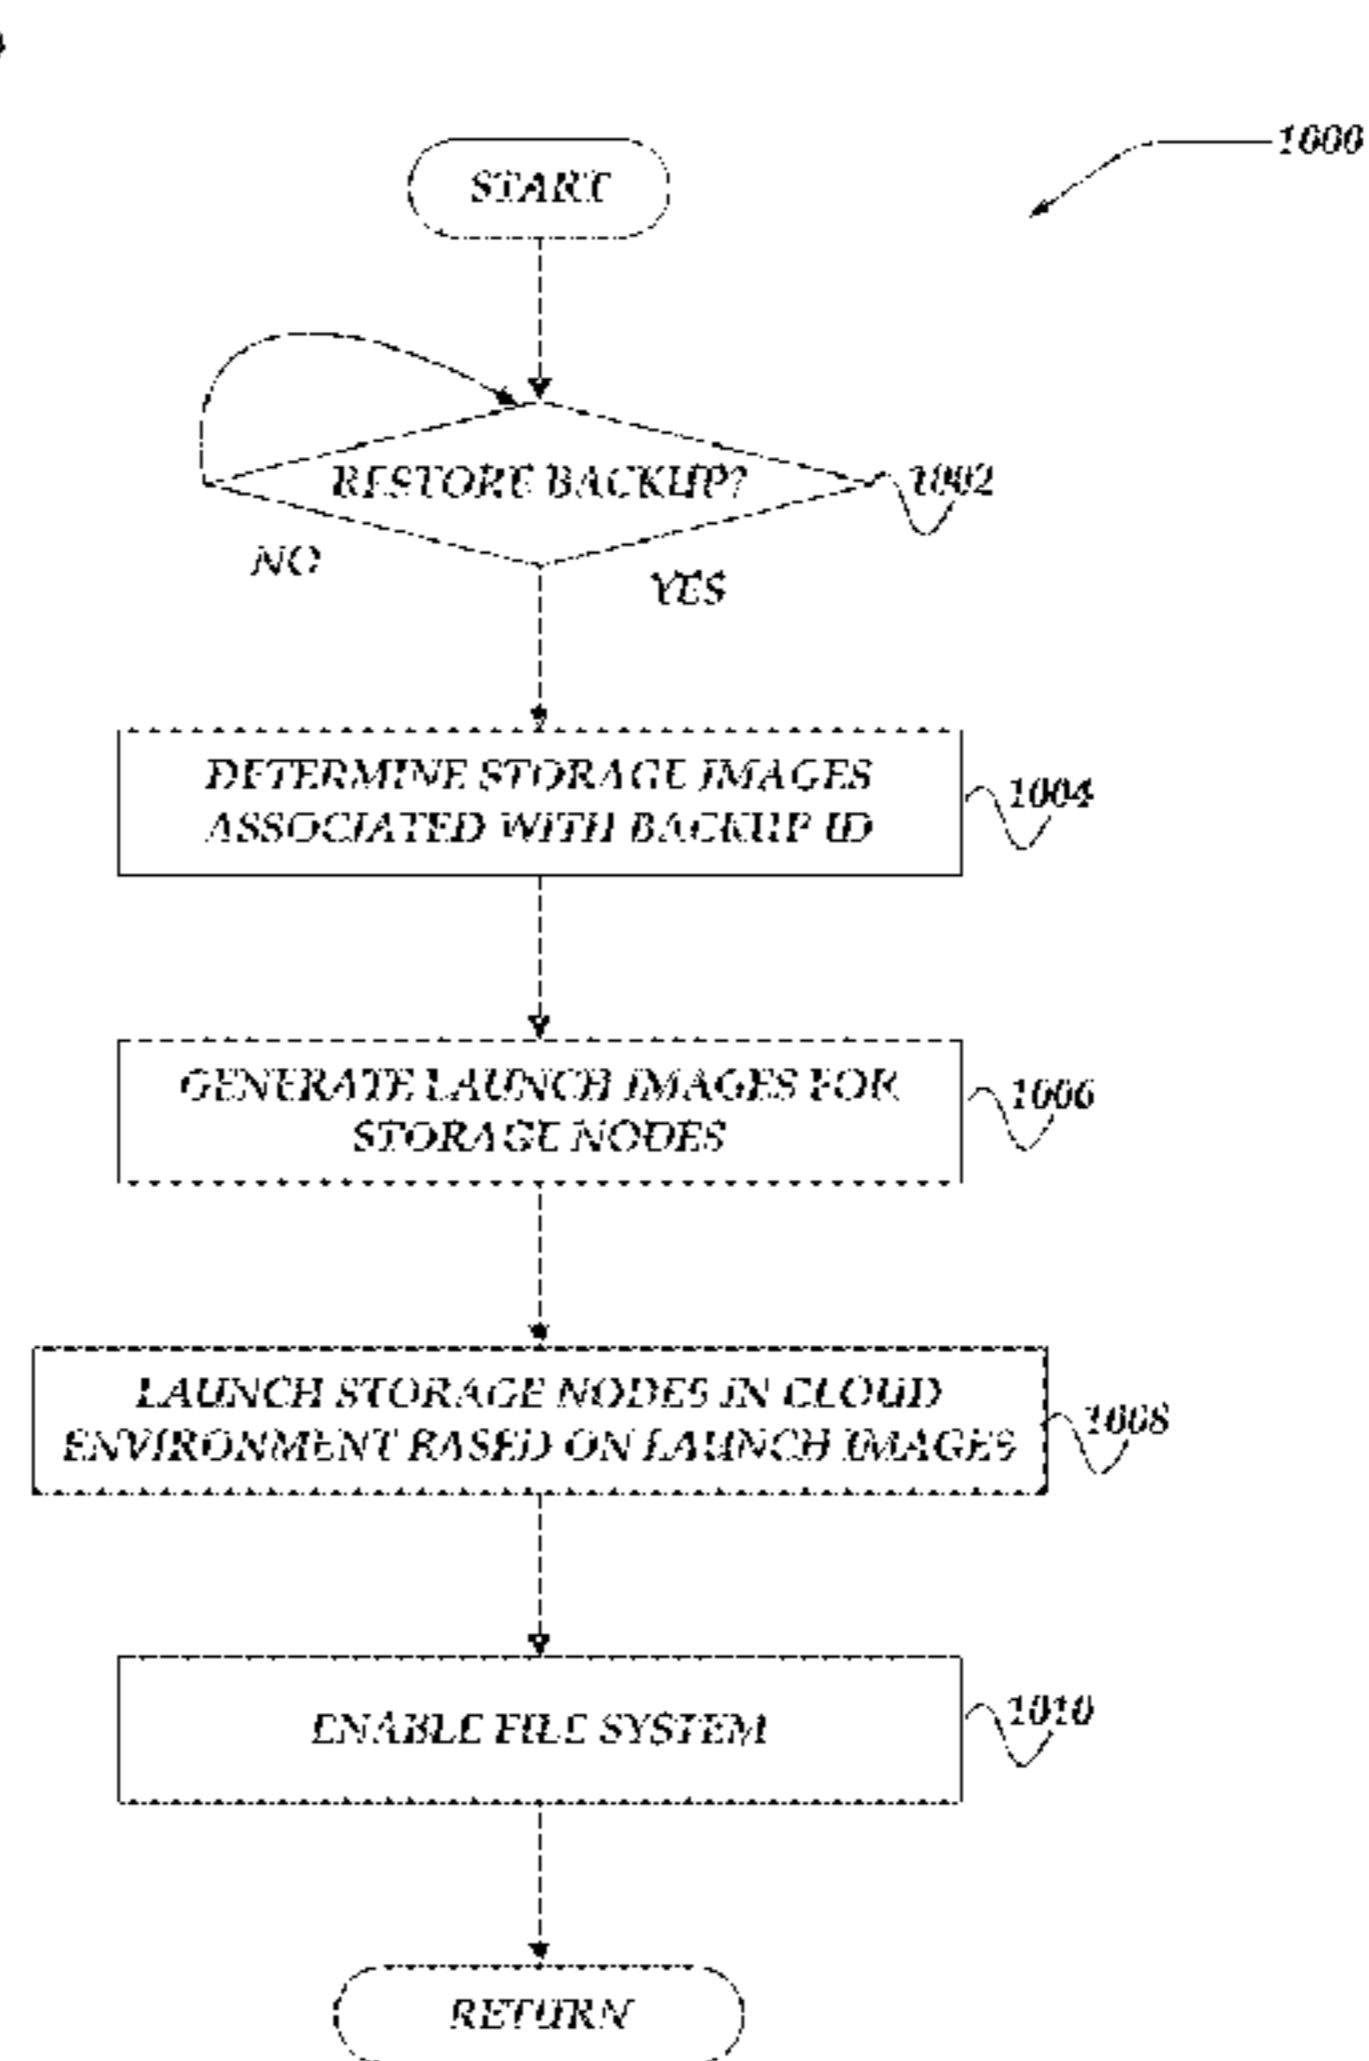 1000
START
RESTORE BACKUP?
1002
NO
YES
DETERMINE STORAGE IMAGES
ASSOCIATED WITH BACKUP ID
1004
GENERATE LAUNCH IMAGES FOR
STORAGE NODES
1006
LAUNCH STORAGE NODES IN CLOUD
ENVIRONMENT BASED ON LAUNCH IMAGES
1008
ENABLE FILE SYSTEM
1010
RETURN